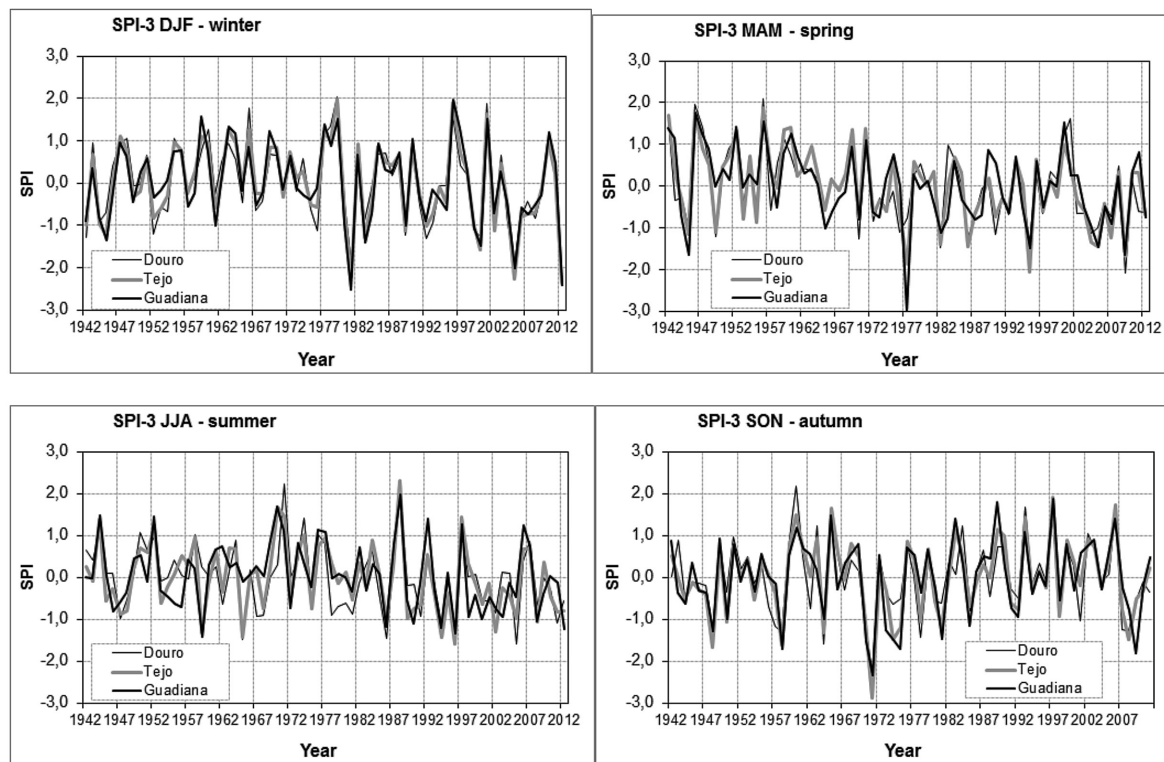 SPI-3 DJF - winter
3,0
2,0
1,0
0,0
-1,0
-2,0
-3,0
SPI
Douro
Tejo
Guadiana
1942 1947 1952 1957 1962 1967 1972 1977 1982 1987 1992 1997 2002 2007 2012
Year
SPI-3 MAM - spring
3,0
2,0
1,0
0,0
-1,0
-2,0
-3,0
SPI
Douro
Tejo
Guadiana
1942 1947 1952 1957 1962 1967 1972 1977 1982 1987 1992 1997 2002 2007 2012
Year
SPI-3 JJA - summer
3,0
2,0
1,0
0,0
-1,0
-2,0
-3,0
SPI
Douro
Tejo
Guadiana
1942 1947 1952 1957 1962 1967 1972 1977 1982 1987 1992 1997 2002 2007 2012
Year
SPI-3 SON - autumn
3,0
2,0
1,0
0,0
-1,0
-2,0
-3,0
SPI
Douro
Tejo
Guadiana
1942 1947 1952 1957 1962 1967 1972 1977 1982 1987 1992 1997 2002 2007
Year